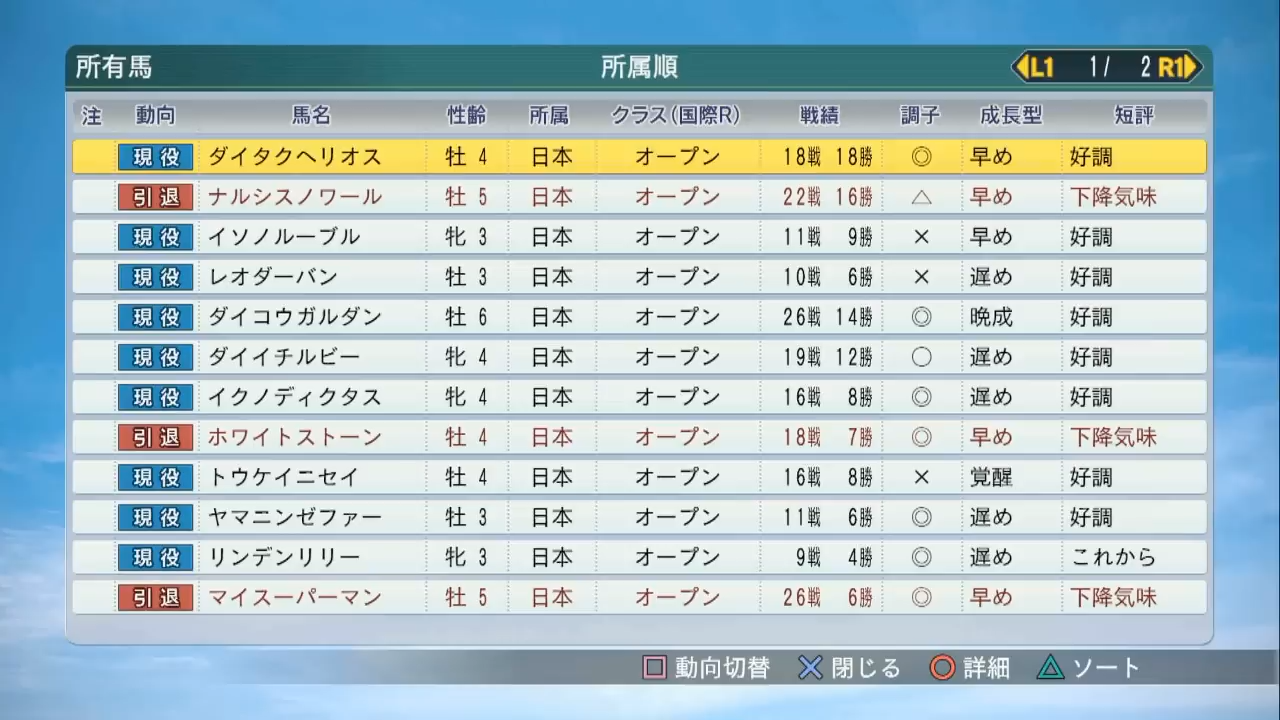 所有馬 所属順 L1 1/ 2 R1
注 動向 馬名 性齢 所属 クラス(国際R) 戦績 調子 成長型 短評
現役 ダイタクヘリオス 牡 4 日本 オープン 18戦 18勝 ◎ 早め 好調
引退 ナルシスノワール 牡 5 日本 オープン 22戦 16勝 △ 早め 下降気味
現役 イソノルーブル 牝 3 日本 オープン 11戦 9勝 × 早め 好調
現役 レオダーバン 牡 3 日本 オープン 10戦 6勝 × 遅め 好調
現役 ダイコウガルダン 牡 6 日本 オープン 26戦 14勝 ◎ 晩成 好調
現役 ダイイチルビー 牝 4 日本 オープン 19戦 12勝 ○ 遅め 好調
現役 イクノディクタス 牝 4 日本 オープン 16戦 8勝 ◎ 遅め 好調
引退 ホワイトストーン 牡 4 日本 オープン 18戦 7勝 ◎ 早め 下降気味
現役 トウケイニセイ 牡 4 日本 オープン 16戦 8勝 × 覚醒 好調
現役 ヤマニンゼファー 牡 3 日本 オープン 11戦 6勝 ◎ 遅め 好調
現役 リンデンリリー 牝 3 日本 オープン 9戦 4勝 ◎ 遅め これから
引退 マイスーパーマン 牡 5 日本 オープン 26戦 6勝 ◎ 早め 下降気味
□ 動向切替 × 閉じる ○ 詳細 △ ソート